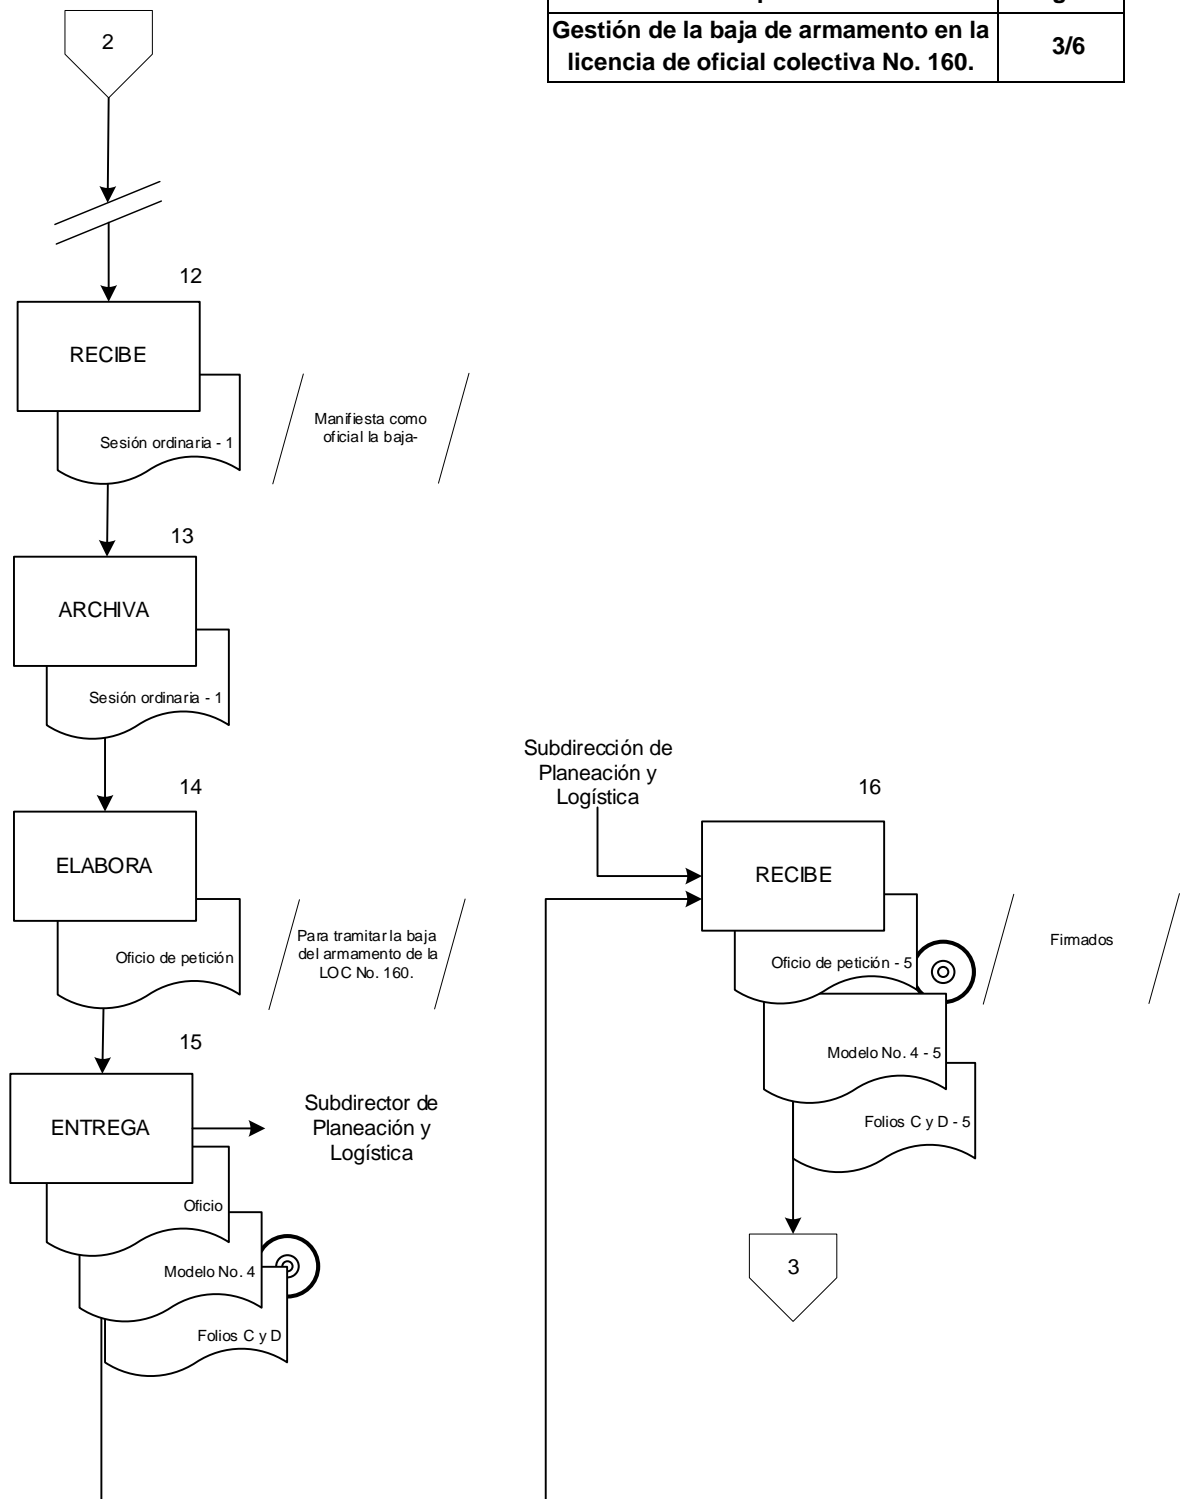 Gestión de la baja de armamento en la
licencia de oficial colectiva No. 160.
3/6
2
12
RECIBE
Sesión ordinaria - 1
Manifiesta como
oficial la baja-
13
ARCHIVA
Sesión ordinaria - 1
14
ELABORA
Oficio de petición
Para tramitar la baja
del armamento de la
LOC No. 160.
15
ENTREGA
Subdirector de
Planeación y
Logística
Oficio
Modelo No. 4
Folios C y D
Subdirección de
Planeación y
Logística
16
RECIBE
Oficio de petición - 5
Modelo No. 4 - 5
Folios C y D - 5
Firmados
3